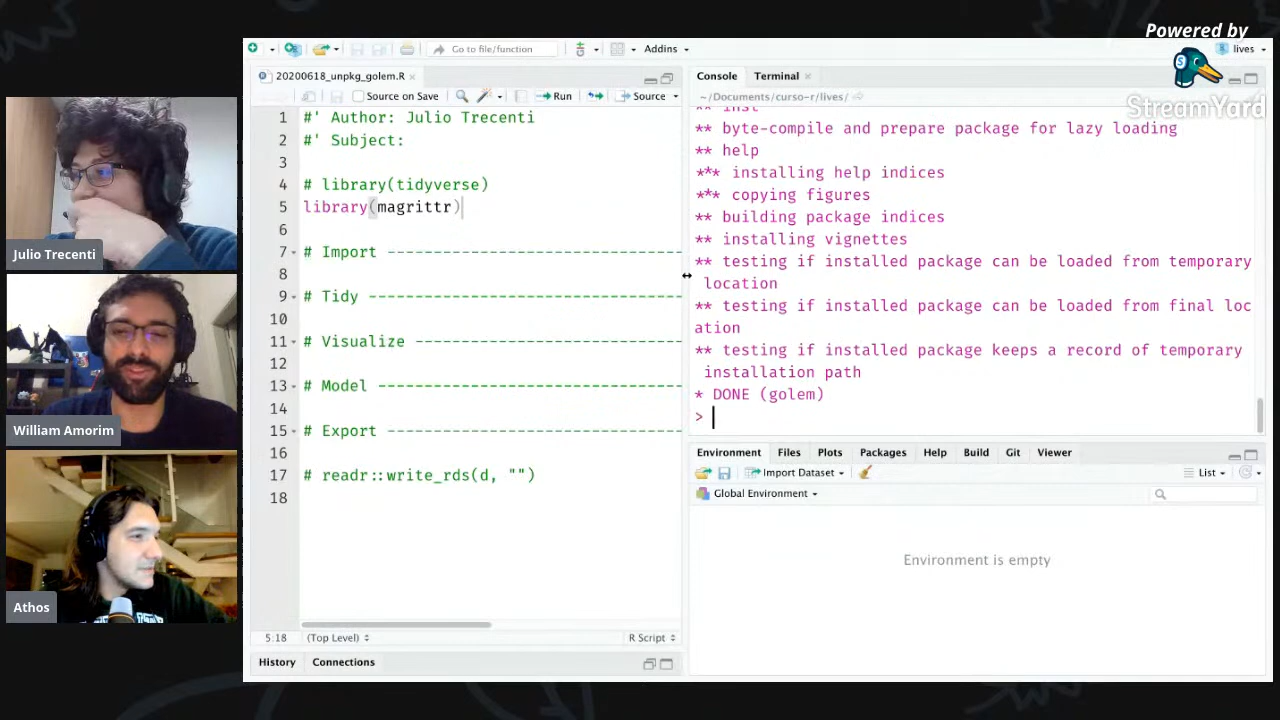 Powered by
StreamYard
Julio Trecenti
William Amorim
Athos
Go to file/function
Addins
lives
20200618_unpkg_golem.R
Source on Save
Run
Source
1 #' Author: Julio Trecenti
2 #' Subject:
3
4 # library(tidyverse)
5 library(magrittr)
6
7 # Import --------------------------------
8
9 # Tidy ----------------------------------
10
11 # Visualize -----------------------------
12
13 # Model ---------------------------------
14
15 # Export --------------------------------
16
17 # readr::write_rds(d, "")
18
5:18
(Top Level)
R Script
History
Connections
Console
Terminal
~/Documents/curso-r/lives/
** inst
** byte-compile and prepare package for lazy loading
** help
*** installing help indices
*** copying figures
** building package indices
** installing vignettes
** testing if installed package can be loaded from temporary
location
** testing if installed package can be loaded from final loc
ation
** testing if installed package keeps a record of temporary
installation path
* DONE (golem)
>
Environment
Files
Plots
Packages
Help
Build
Git
Viewer
Import Dataset
List
Global Environment
Environment is empty